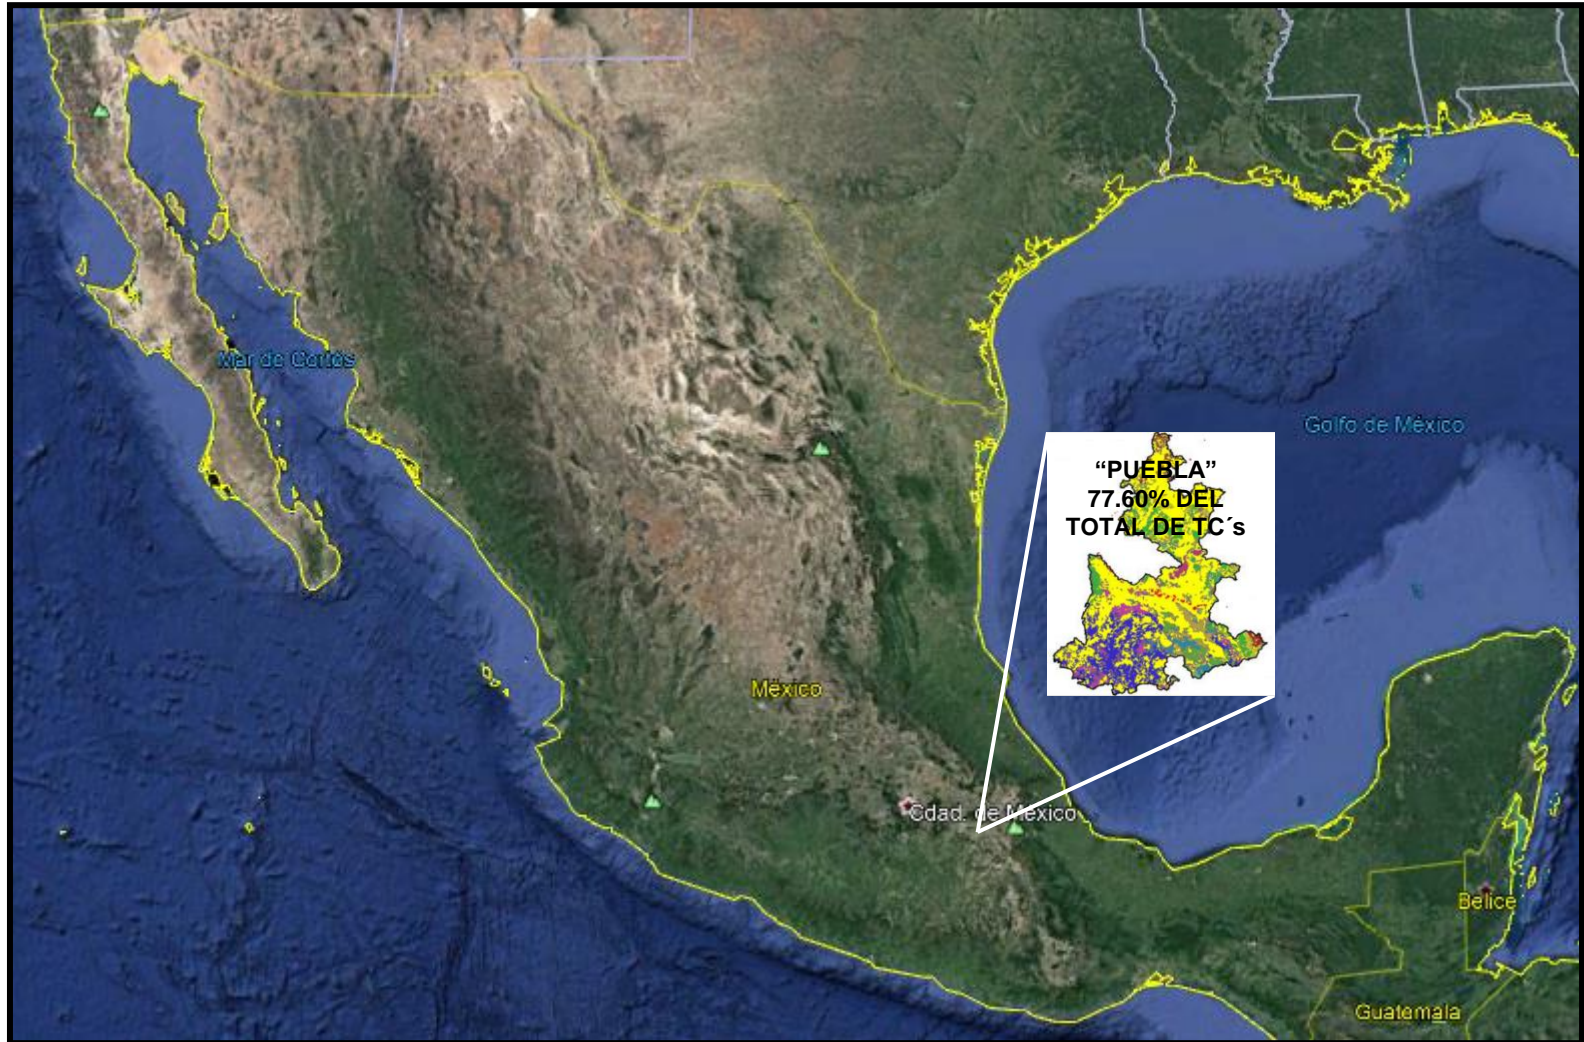 Mar de Cortés
Golfo de México
“PUEBLA”
77.60% DEL
TOTAL DE TC´s
México
Cdad. de México
Belice
Guatemala